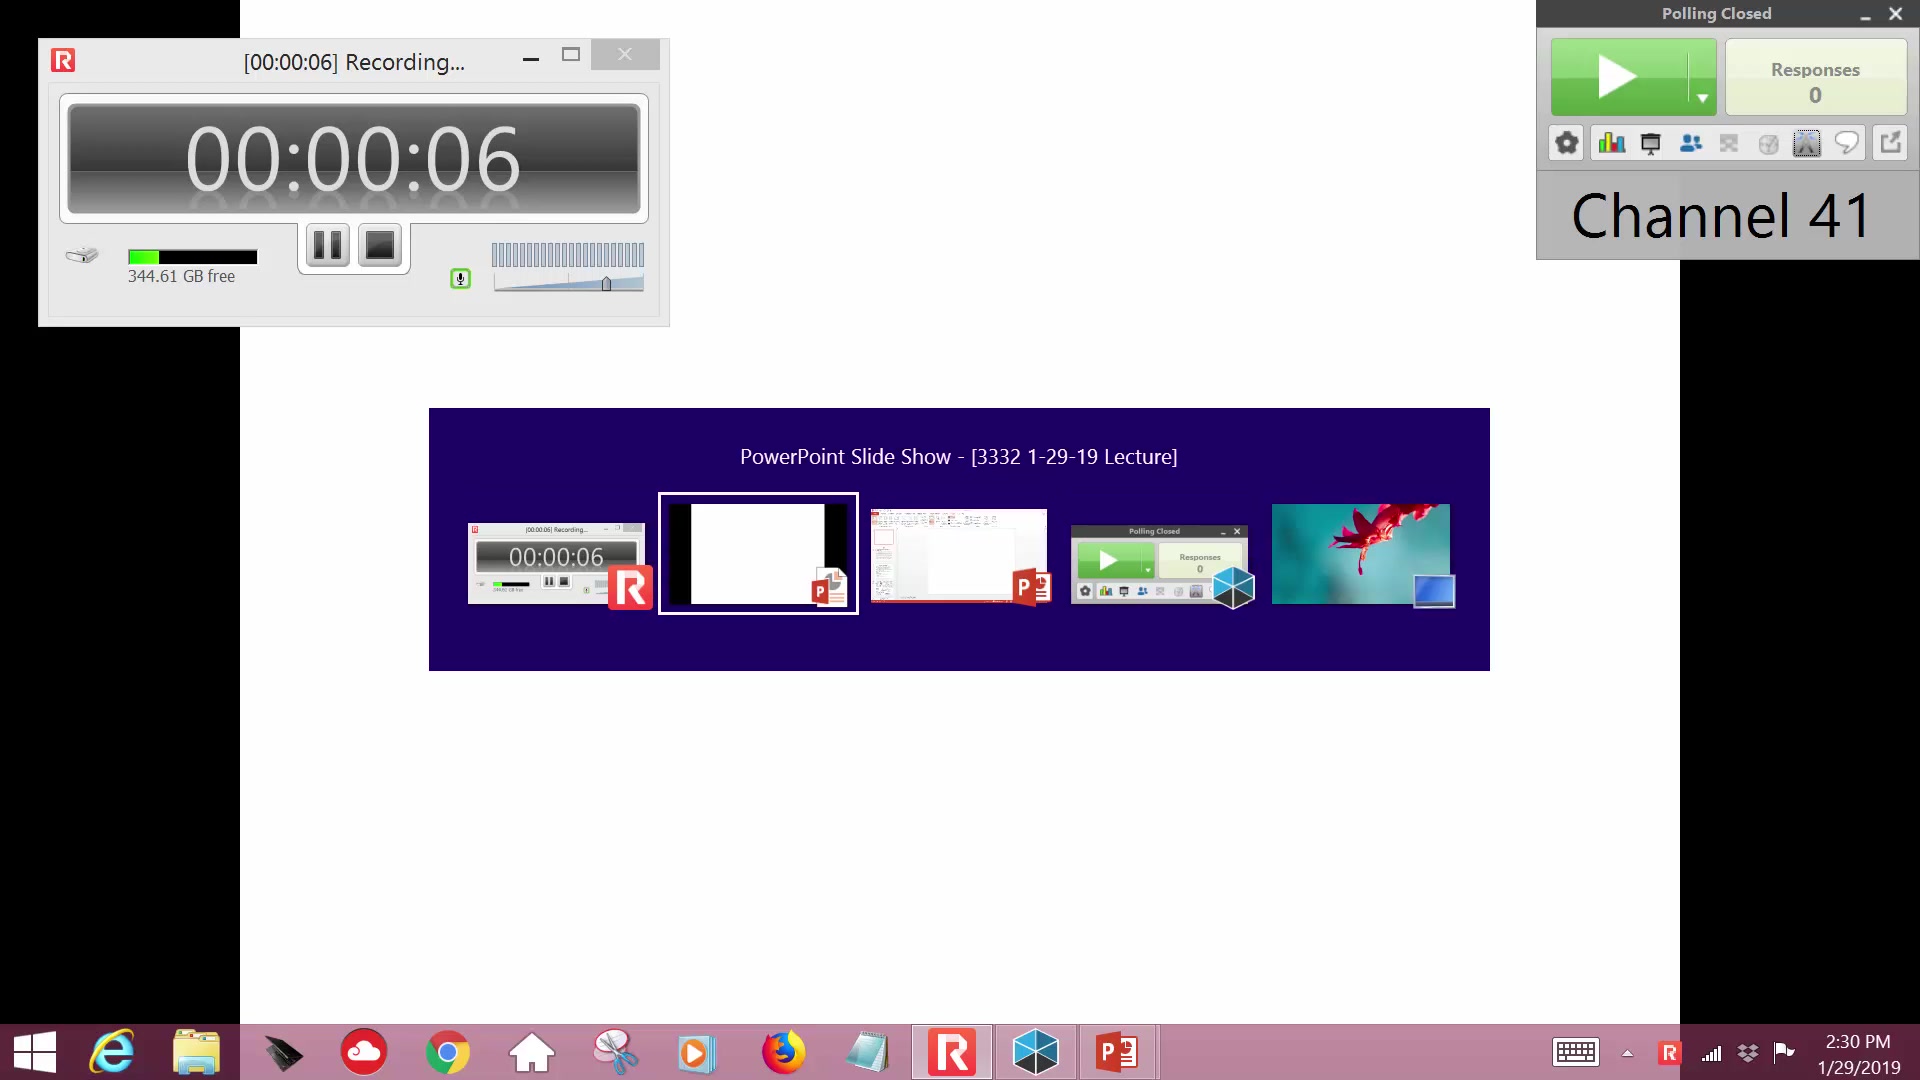 [00:00:06] Recording...
00:00:06
344.61 GB free
Polling Closed
Responses
0
Channel 41
PowerPoint Slide Show - [3332 1-29-19 Lecture]
[00:00:06] Recording...
00:00:06
Polling Closed
Responses
0
2:30 PM
1/29/2019